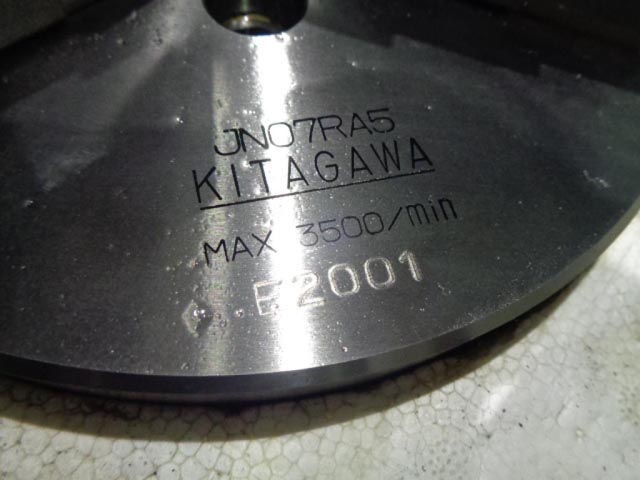 JN07RA5
KITAGAWA
MAX 3500/min
E2001